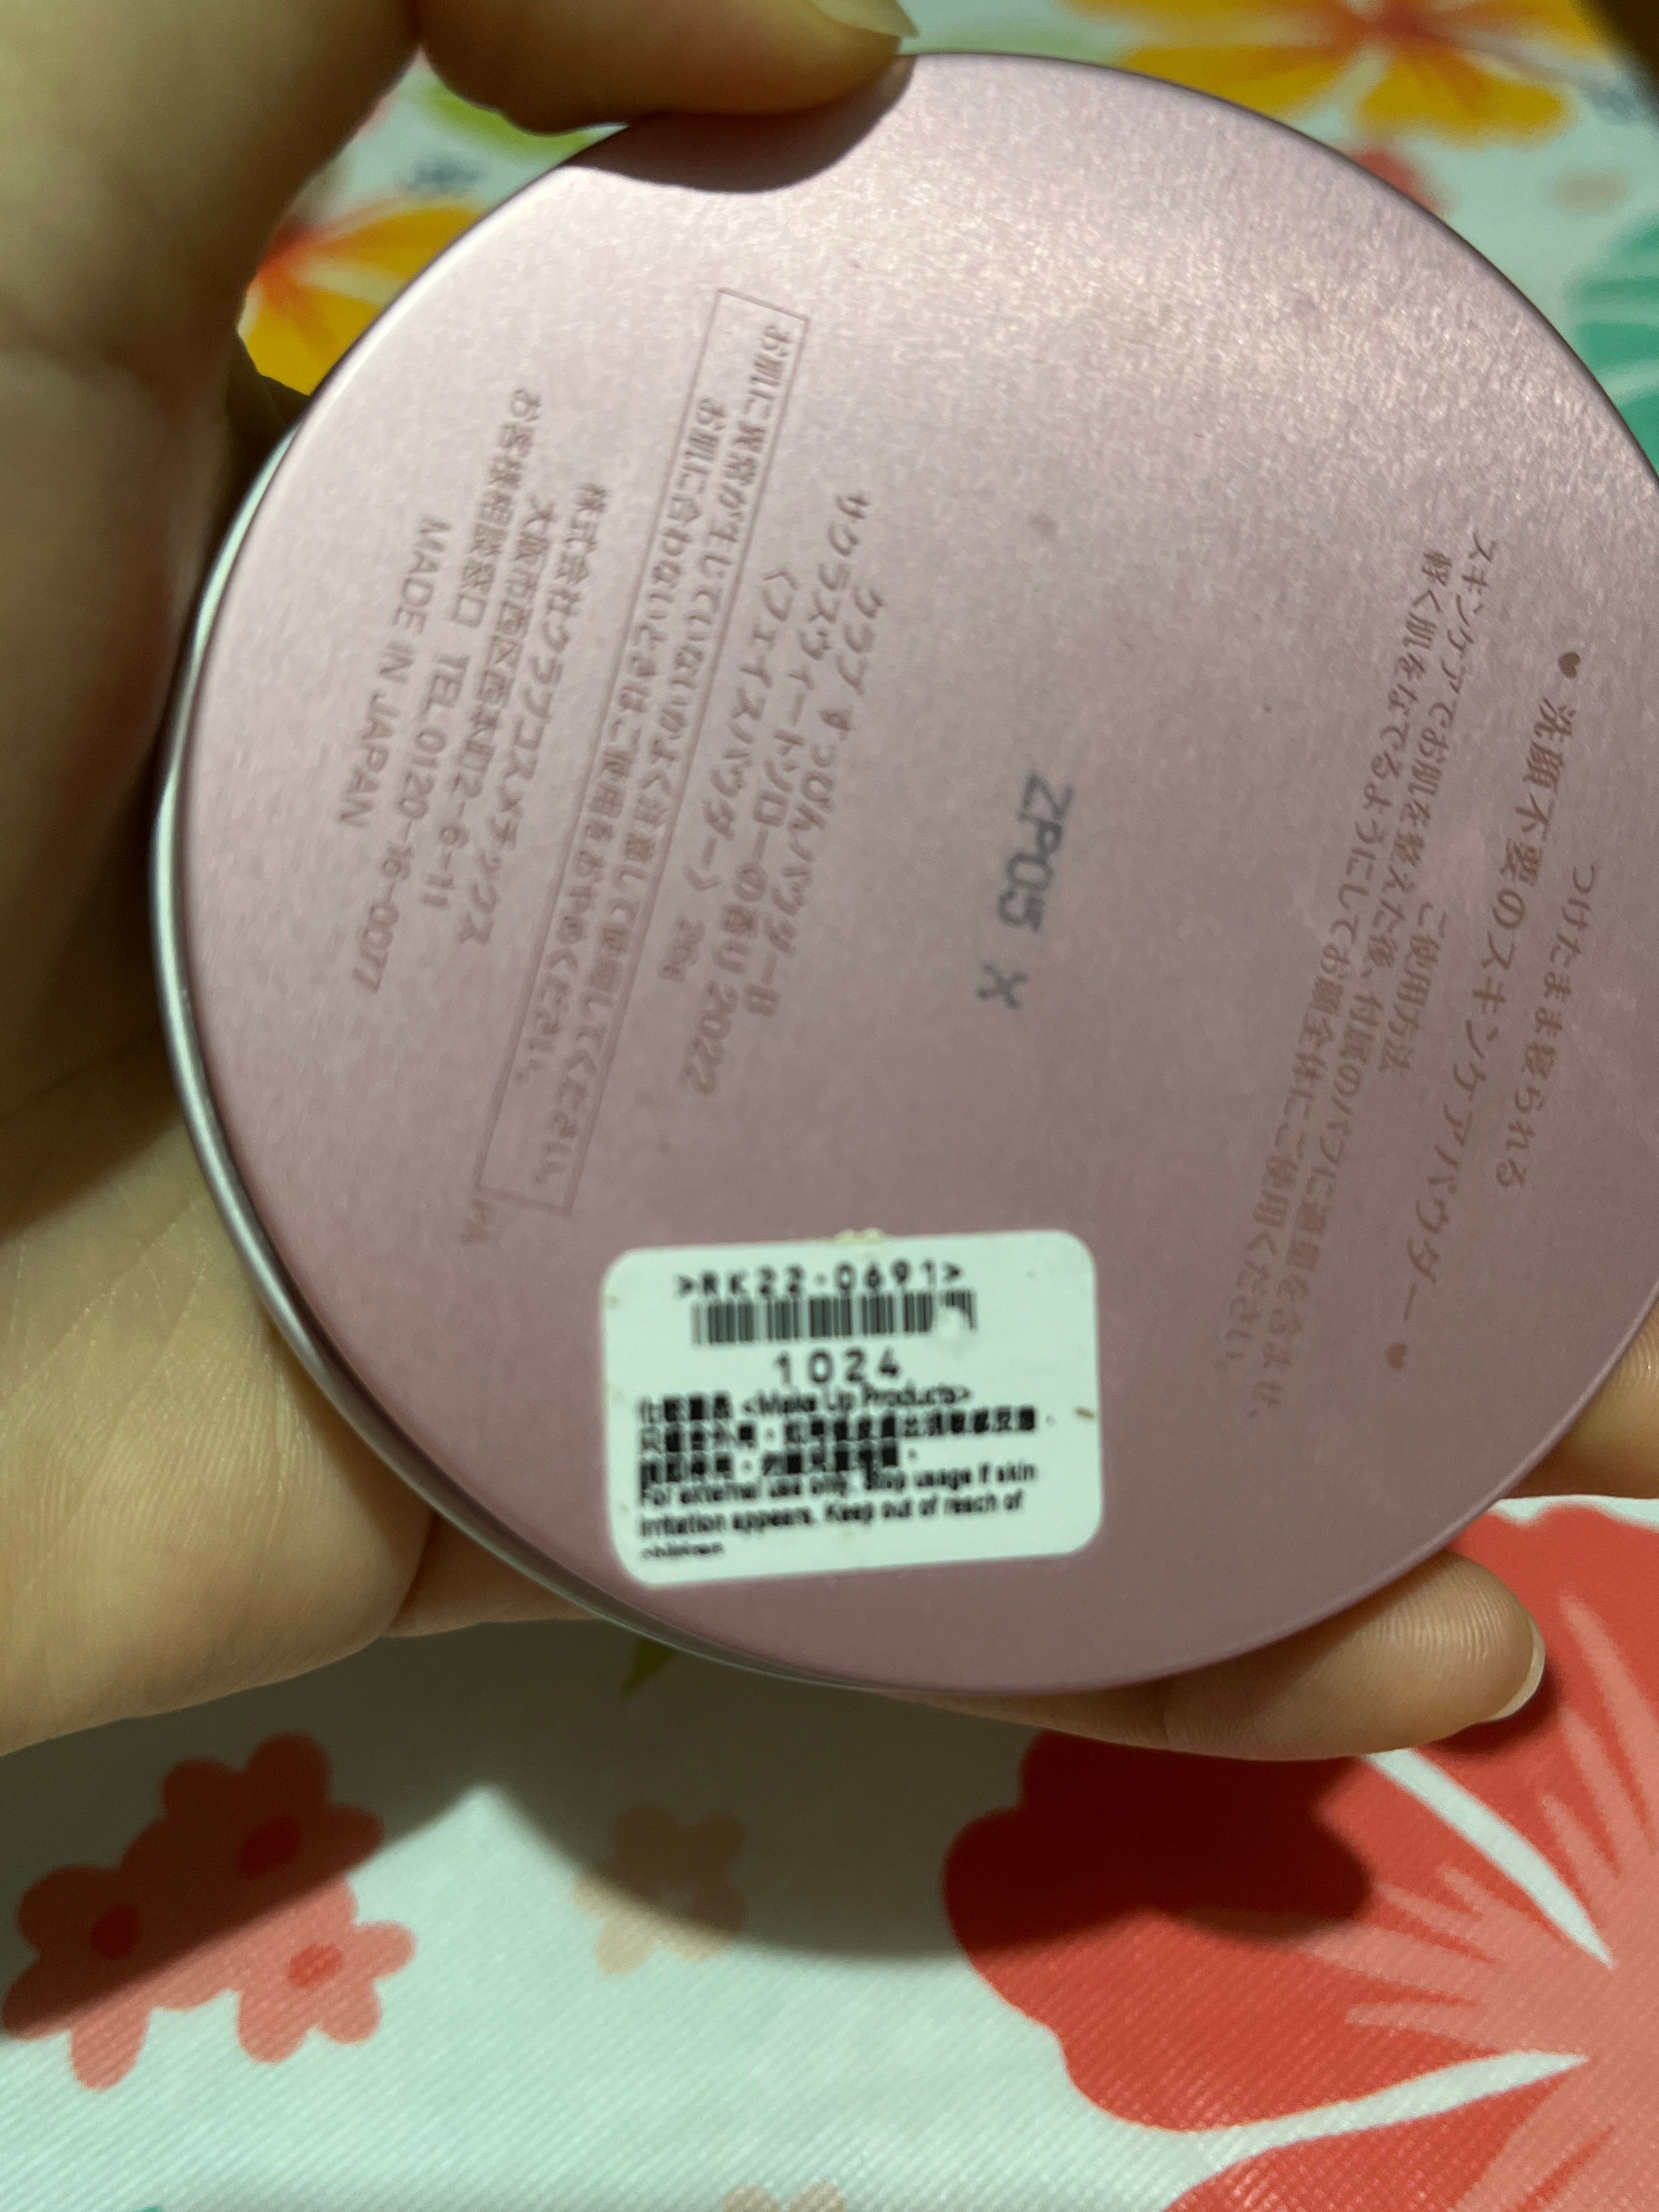 つけたまま寝られる
♥ 洗顔不要のスキンケアパウダー ♥
ご使用方法
スキンケアでお肌を整えた後、付属のパフに適量を含ませ、
軽く肌をなでるようにしてお顔全体にご使用ください。
ZP05 X
クラブ すっぴんパウダーB
サクラスウィートシロ―の香り 2022
〈フェイスパウダー〉 26g
お肌に異常が生じていないかよく注意して使用してください。
お肌に合わないときはご使用をおやめください。
株式会社クラブコスメチックス
大阪市西区西本町2-6-11
お客様相談窓口 TEL.0120-16-0077
MADE IN JAPAN
>RK22-0691>
1024
化妝產品 <Make Up Products>
For external use only. Stop usage if skin
irritation appears. Keep out of reach of
children